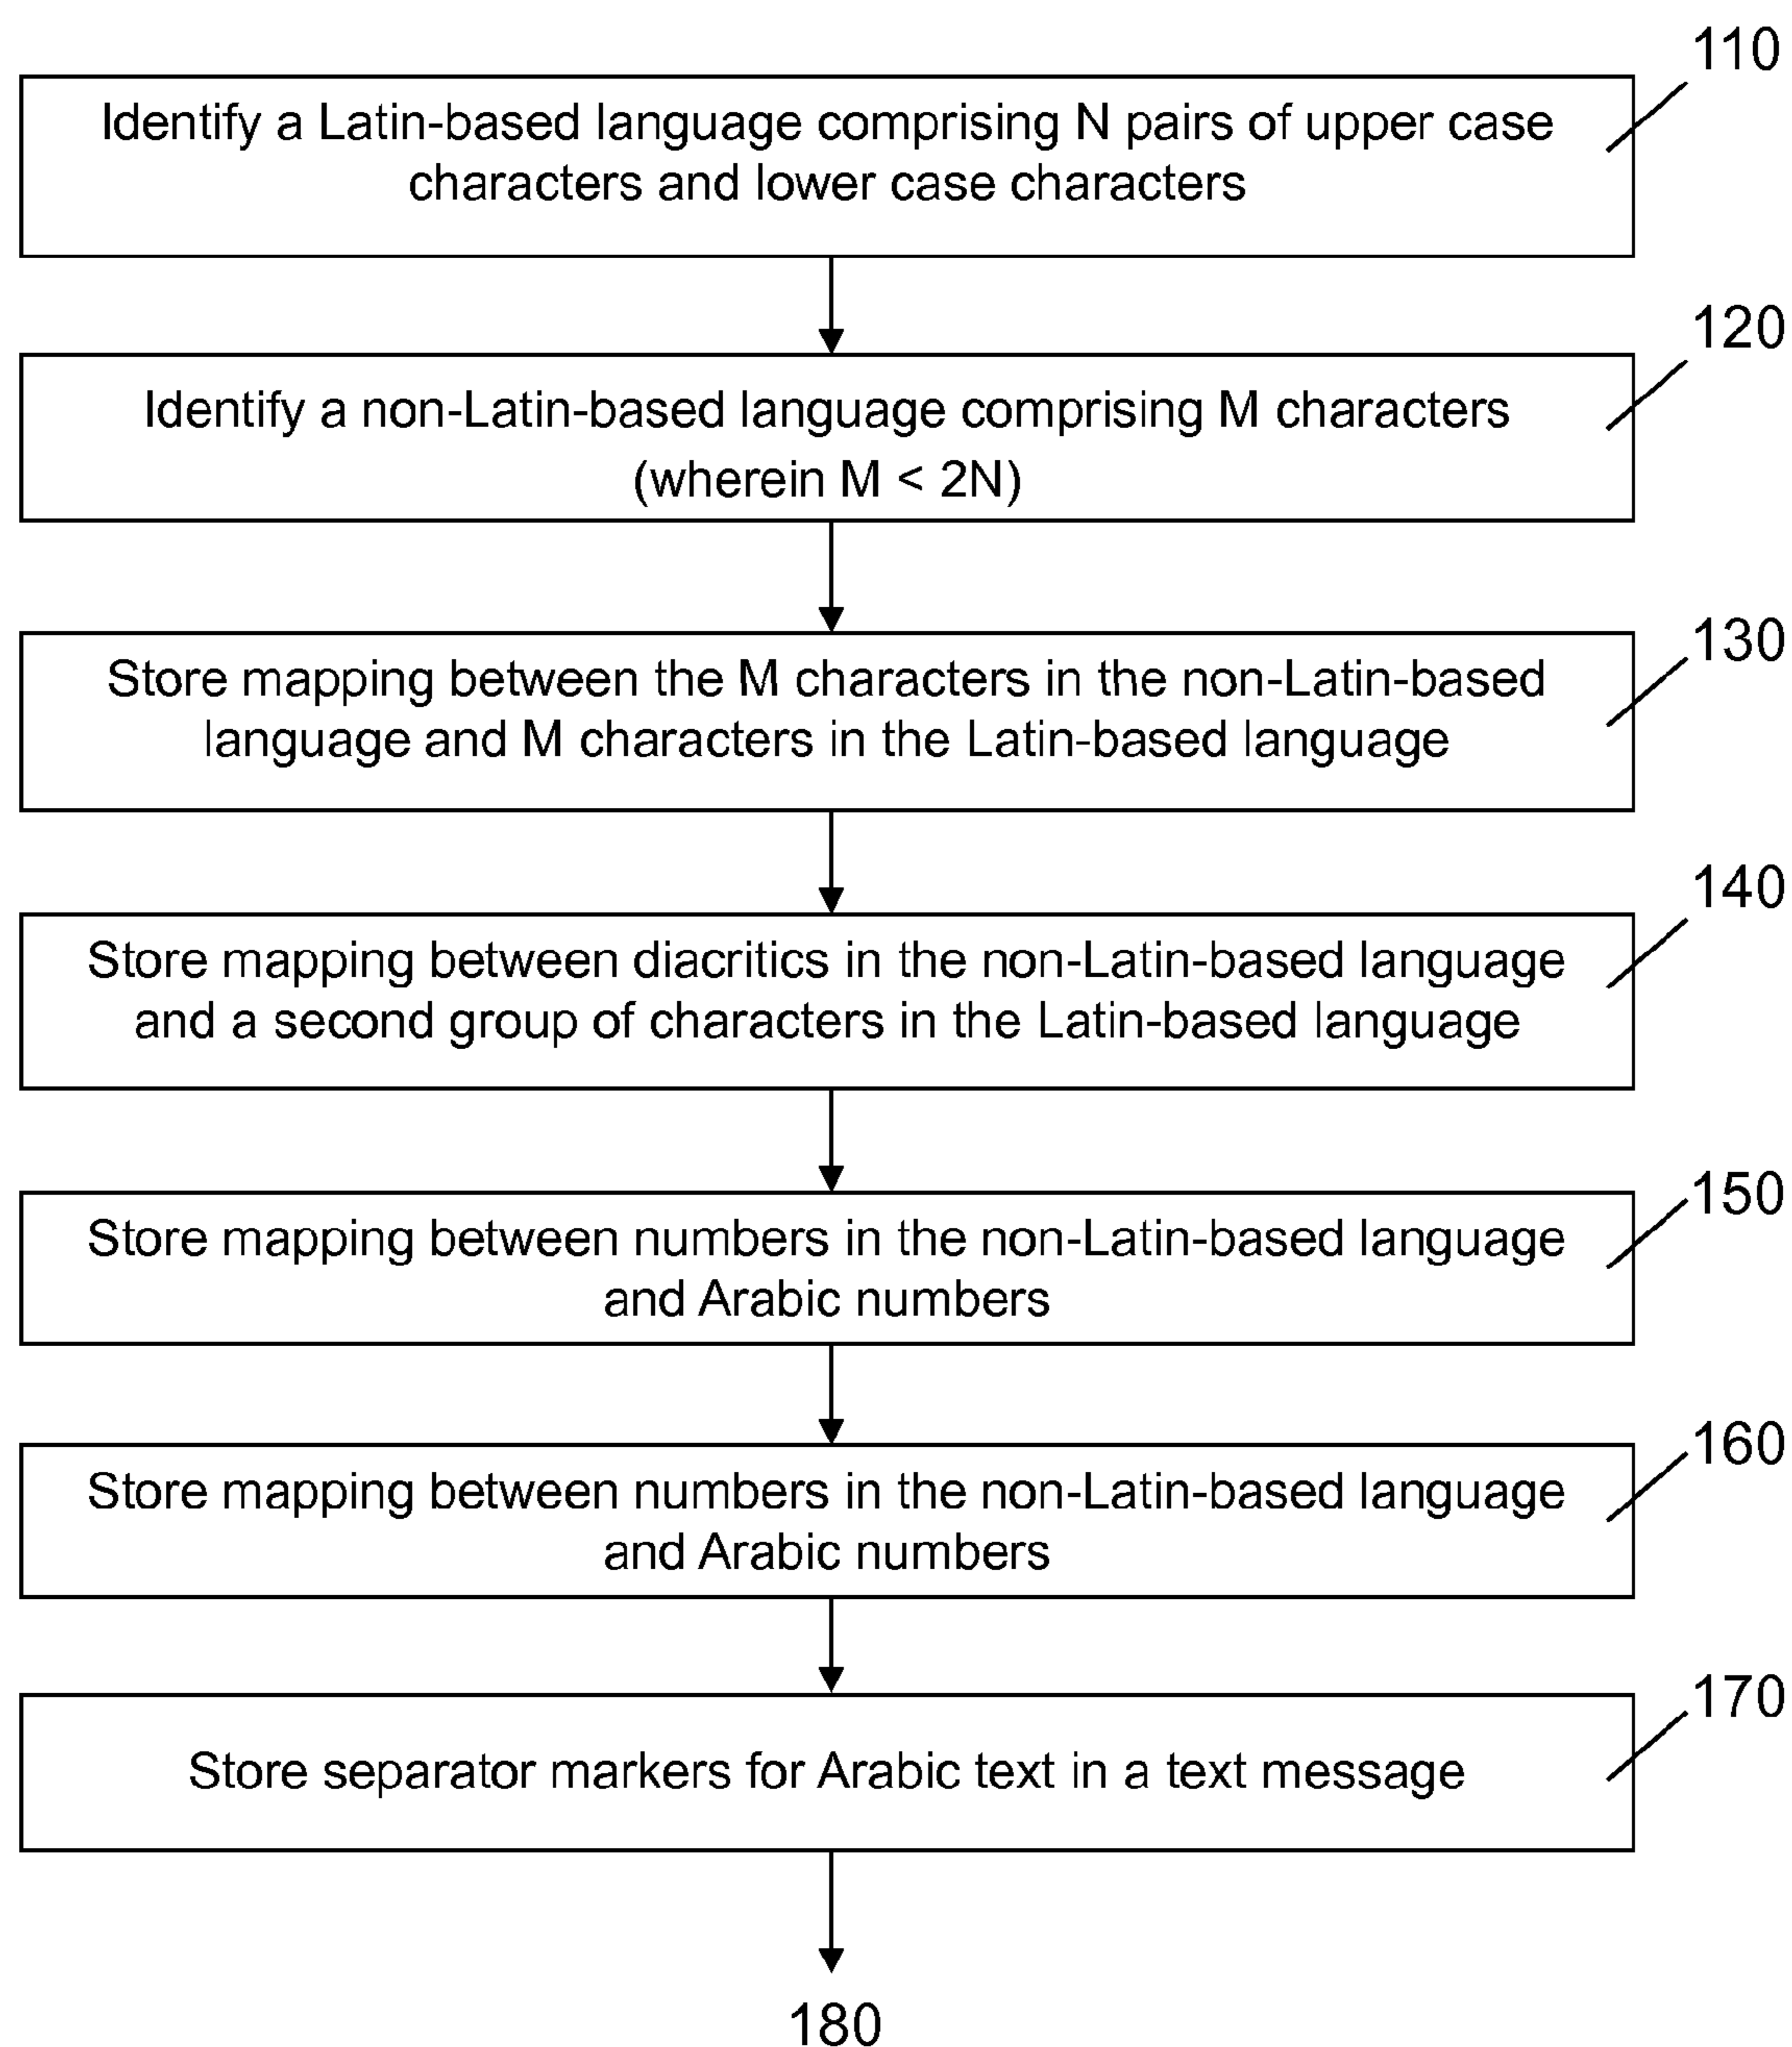 110
Identify a Latin-based language comprising N pairs of upper case
characters and lower case characters
120
Identify a non-Latin-based language comprising M characters
(wherein M < 2N)
130
Store mapping between the M characters in the non-Latin-based
language and M characters in the Latin-based language
140
Store mapping between diacritics in the non-Latin-based language
and a second group of characters in the Latin-based language
150
Store mapping between numbers in the non-Latin-based language
and Arabic numbers
160
Store mapping between numbers in the non-Latin-based language
and Arabic numbers
170
Store separator markers for Arabic text in a text message
180